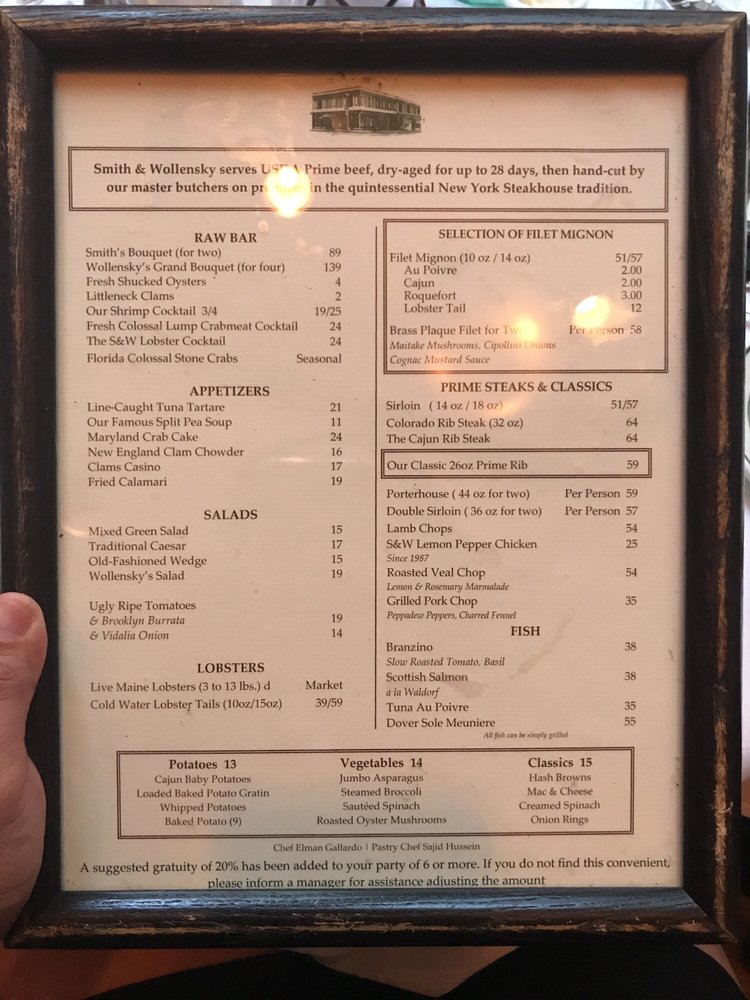 Smith & Wollensky serves USDA Prime beef, dry-aged for up to 28 days, then hand-cut by
our master butchers on in the quintessential New York Steakhouse tradition.
RAW BAR
Smith's Bouquet (for two) 89
Wollensky's Grand Bouquet (for four) 139
Fresh Shucked Oysters 4
Littleneck Clams 2
Our Shrimp Cocktail 3/4 19/25
Fresh Colossal Lump Crabmeat Cocktail 24
The S&W Lobster Cocktail 24
Florida Colossal Stone Crabs Seasonal
APPETIZERS
Line-Caught Tuna Tartare 21
Our Famous Split Pea Soup 11
Maryland Crab Cake 24
New England Clam Chowder 16
Clams Casino 17
Fried Calamari 19
SALADS
Mixed Green Salad 15
Traditional Caesar 17
Old-Fashioned Wedge 15
Wollensky's Salad 19
Ugly Ripe Tomatoes
& Brooklyn Burrata 19
& Vidalia Onion 14
LOBSTERS
Live Maine Lobsters (3 to 13 lbs.) d Market
Cold Water Lobster Tails (10oz/15oz) 39/59
SELECTION OF FILET MIGNON
Filet Mignon (10 oz / 14 oz) 51/57
Au Poivre 2.00
Cajun 2.00
Roquefort 3.00
Lobster Tail 12
Brass Plaque Filet for Two Per Person 58
Maitake Mushrooms, Cipollini Onions
Cognac Mustard Sauce
PRIME STEAKS & CLASSICS
Sirloin ( 14 oz / 18 oz) 51/57
Colorado Rib Steak (32 oz) 64
The Cajun Rib Steak 64
Our Classic 26oz Prime Rib 59
Porterhouse ( 44 oz for two) Per Person 59
Double Sirloin ( 36 oz for two) Per Person 57
Lamb Chops 54
S&W Lemon Pepper Chicken 25
Since 1987
Roasted Veal Chop 54
Lemon & Rosemary Marmalade
Grilled Pork Chop 35
Peppadew Peppers, Charred Fennel
FISH
Branzino 38
Slow Roasted Tomato, Basil
Scottish Salmon 38
a la Waldorf
Tuna Au Poivre 35
Dover Sole Meuniere 55
All fish can be simply grilled
Potatoes 13
Cajun Baby Potatoes
Loaded Baked Potato Gratin
Whipped Potatoes
Baked Potato (9)
Vegetables 14
Jumbo Asparagus
Steamed Broccoli
Sautéed Spinach
Roasted Oyster Mushrooms
Classics 15
Hash Browns
Mac & Cheese
Creamed Spinach
Onion Rings
Chef Elman Gallardo | Pastry Chef Sajid Hussein
A suggested gratuity of 20% has been added to your party of 6 or more. If you do not find this convenient,
please inform a manager for assistance adjusting the amount